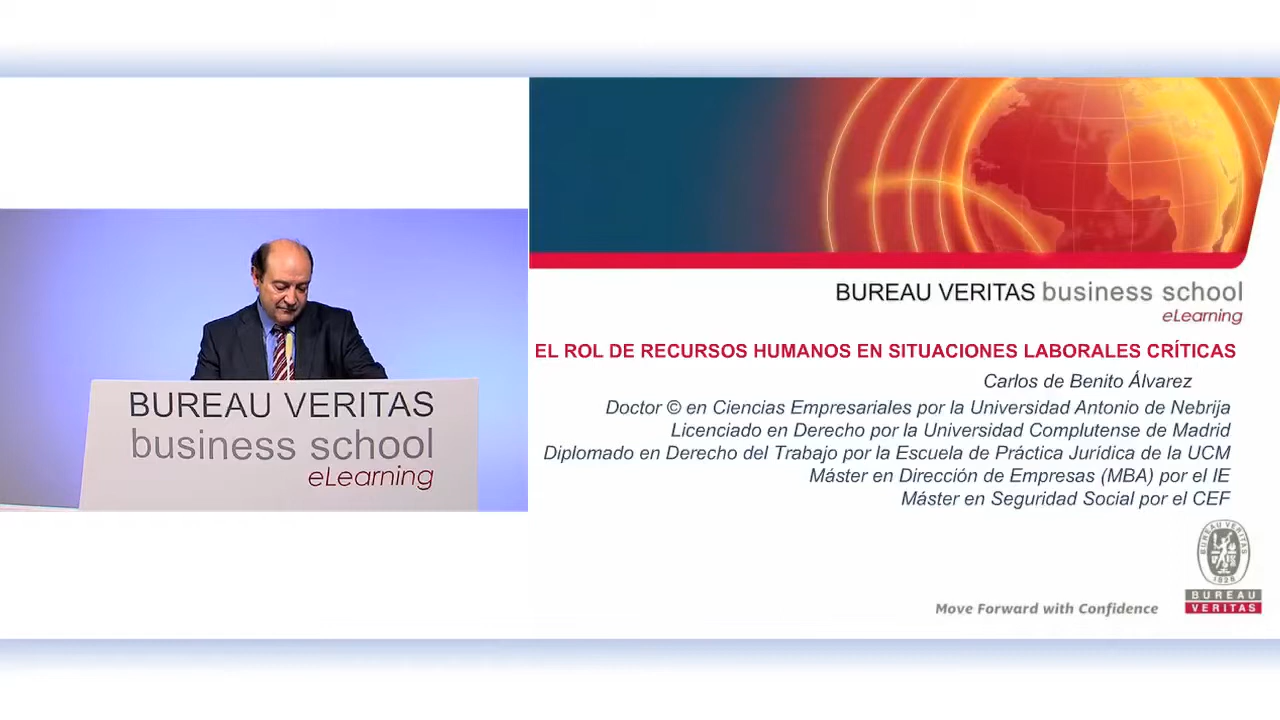 BUREAU VERITAS
business school
eLearning
BUREAU VERITAS business school
eLearning
EL ROL DE RECURSOS HUMANOS EN SITUACIONES LABORALES CRÍTICAS
Carlos de Benito Álvarez
Doctor © en Ciencias Empresariales por la Universidad Antonio de Nebrija
Licenciado en Derecho por la Universidad Complutense de Madrid
Diplomado en Derecho del Trabajo por la Escuela de Práctica Jurídica de la UCM
Máster en Dirección de Empresas (MBA) por el IE
Máster en Seguridad Social por el CEF
BUREAU VERITAS
1828
BUREAU
VERITAS
Move Forward with Confidence